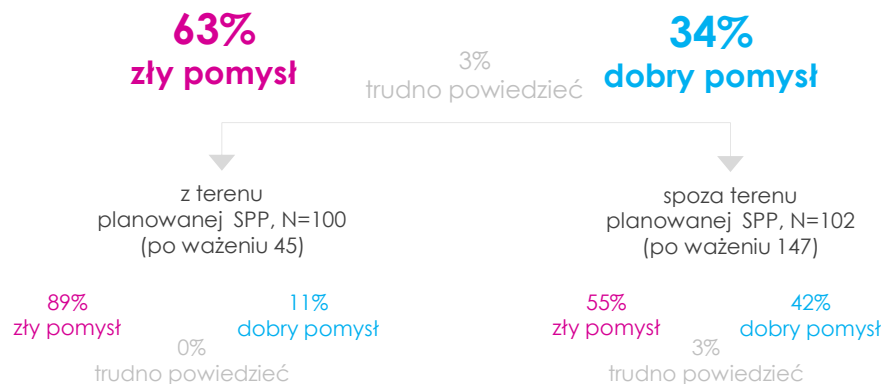 63%
zły pomysł
3%
trudno powiedzieć
34%
dobry pomysł
z terenu
planowanej SPP, N=100
(po ważeniu 45)
spoza terenu
planowanej SPP, N=102
(po ważeniu 147)
89%
zły pomysł
11%
dobry pomysł
0%
trudno powiedzieć
55%
zły pomysł
42%
dobry pomysł
3%
trudno powiedzieć